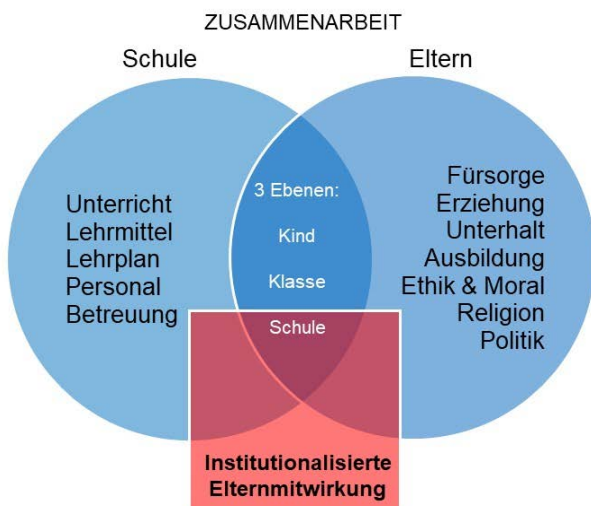 ZUSAMMENARBEIT
Schule
Eltern
Unterricht
Lehrmittel
Lehrplan
Personal
Betreuung
3 Ebenen:
Kind
Klasse
Schule
Fürsorge
Erziehung
Unterhalt
Ausbildung
Ethik & Moral
Religion
Politik
Institutionalisierte
Elternmitwirkung